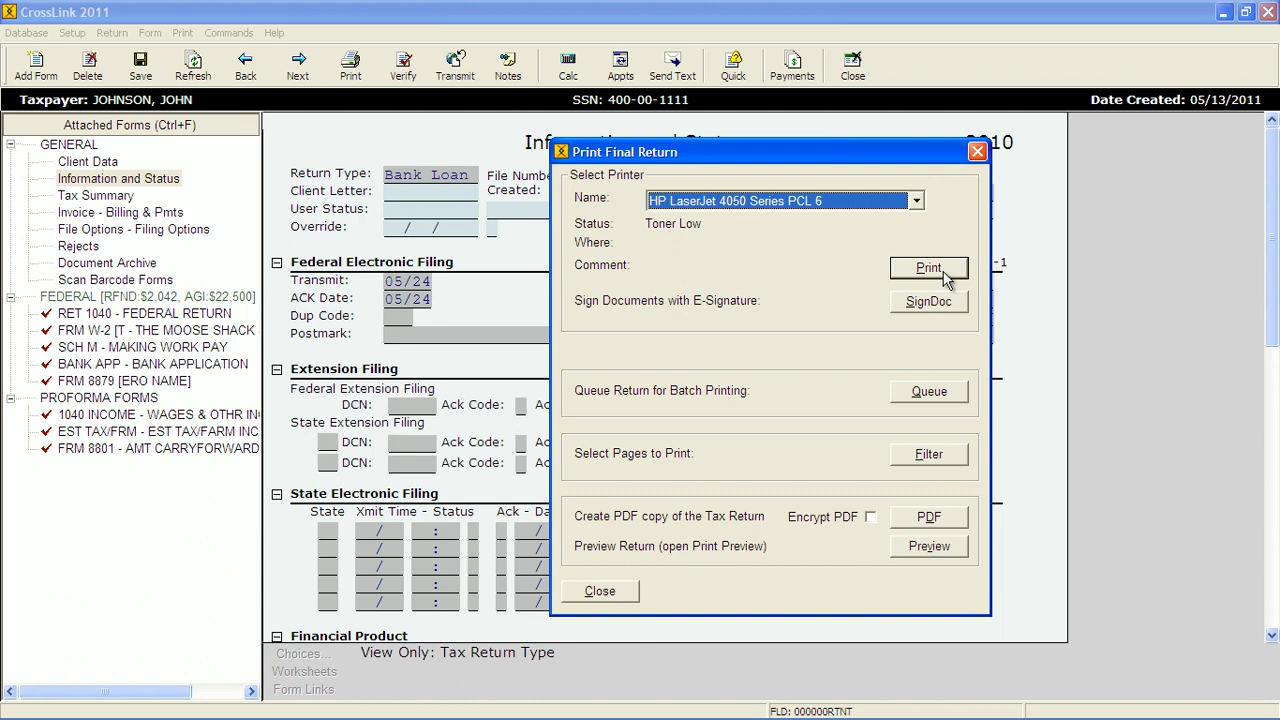 CrossLink 2011
Database Setup Return Form Print Commands Help
Add Form Delete Save Refresh Back Next Print Verify Transmit Notes Calc Appts Send Text Quick Payments Close
Taxpayer: JOHNSON, JOHN SSN: 400-00-1111 Date Created: 05/13/2011
Attached Forms (Ctrl+F)
GENERAL
Client Data
Information and Status
Tax Summary
Invoice - Billing & Pmts
File Options - Filing Options
Rejects
Document Archive
Scan Barcode Forms
FEDERAL [RFND:$2,042, AGI:$22,500]
RET 1040 - FEDERAL RETURN
FRM W-2 [T - THE MOOSE SHACK
SCH M - MAKING WORK PAY
BANK APP - BANK APPLICATION
FRM 8879 [ERO NAME]
PROFORMA FORMS
1040 INCOME - WAGES & OTHR IN
EST TAX/FRM - EST TAX/FARM INC
FRM 8801 - AMT CARRYFORWARD
2010
Return Type: Bank Loan File Number
Client Letter: Created:
User Status:
Override: / /
Federal Electronic Filing -1
Transmit: 05/24
ACK Date: 05/24
Dup Code:
Postmark:
Extension Filing
Federal Extension Filing
DCN: Ack Code:
State Extension Filing
DCN: Ack Code:
DCN: Ack Code:
State Electronic Filing
State Xmit Time - Status Ack - Da
/ : /
/ : /
/ : /
/ : /
/ : /
Financial Product
Choices... View Only: Tax Return Type
Worksheets
Form Links
FLD: 000000RTNT
Print Final Return
Select Printer
Name: HP LaserJet 4050 Series PCL 6
Status: Toner Low
Where:
Comment: Print
Sign Documents with E-Signature: SignDoc
Queue Return for Batch Printing: Queue
Select Pages to Print: Filter
Create PDF copy of the Tax Return Encrypt PDF PDF
Preview Return (open Print Preview) Preview
Close